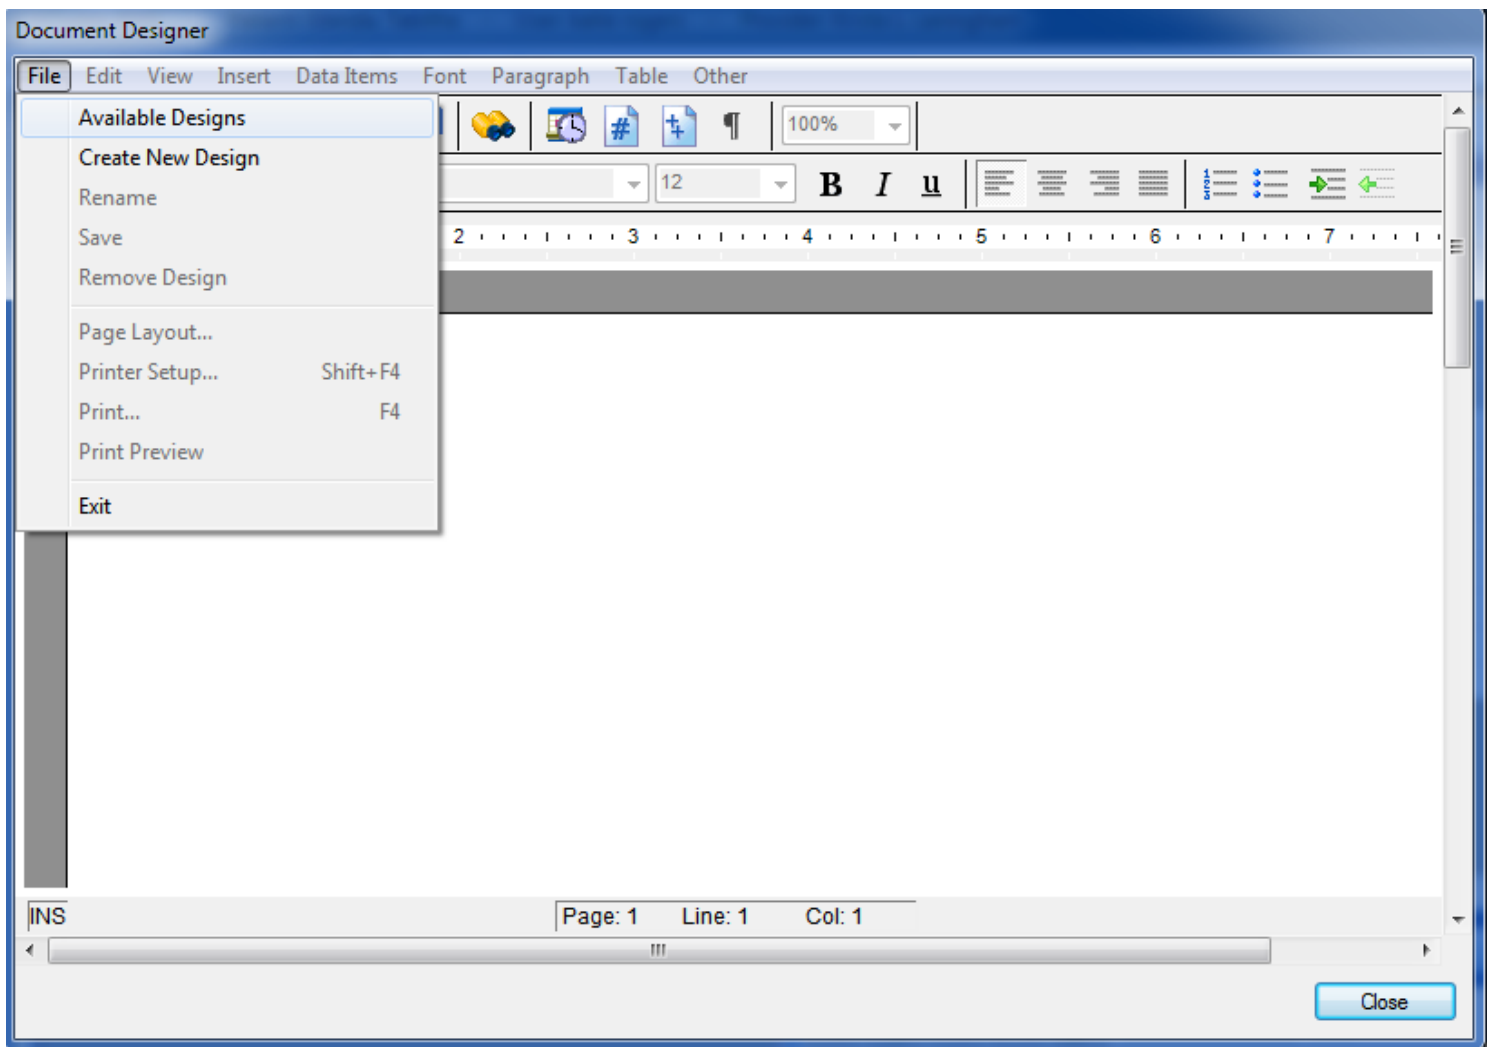 Document Designer
File Edit View Insert Data Items Font Paragraph Table Other
Available Designs
100%
Create New Design
12 B I u
Rename
Save
2 3 4 5 6 7
Remove Design
Page Layout...
Printer Setup... Shift+F4
Print... F4
Print Preview
Exit
INS Page: 1 Line: 1 Col: 1
Close